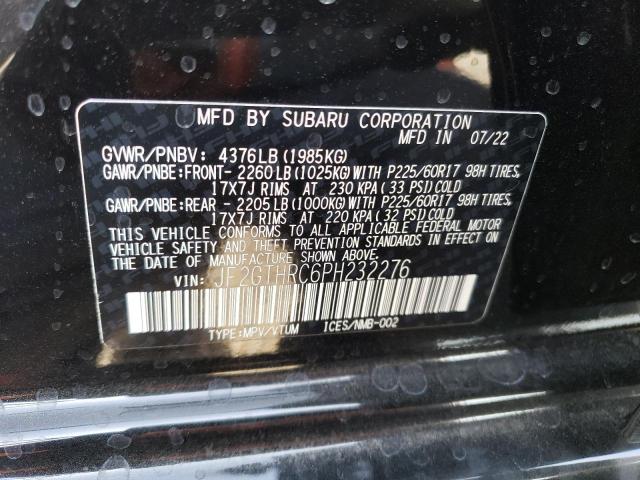 MFD BY SUBARU CORPORATION
MFD IN 07/22
GVWR/PNBV: 4376LB (1985KG)
GAWR/PNBE:FRONT- 2260 LB (1025KG) WITH P225/60R17 98H TIRES,
17X7J RIMS AT 230 KPA (33 PSI) COLD
GAWR/PNBE:REAR - 2205 LB (1000KG) WITH P225/60R17 98H TIRES,
17X7J RIMS AT 220 KPA (32 PSI) COLD
THIS VEHICLE CONFORMS TO ALL APPLICABLE FEDERAL MOTOR
VEHICLE SAFETY AND THEFT PREVENTION STANDARDS IN EFFECT ON
THE DATE OF MANUFACTURE SHOWN ABOVE.
VIN: JF2GTHRC6PH232276
TYPE:MPV/VTUM ICES/NMB-002